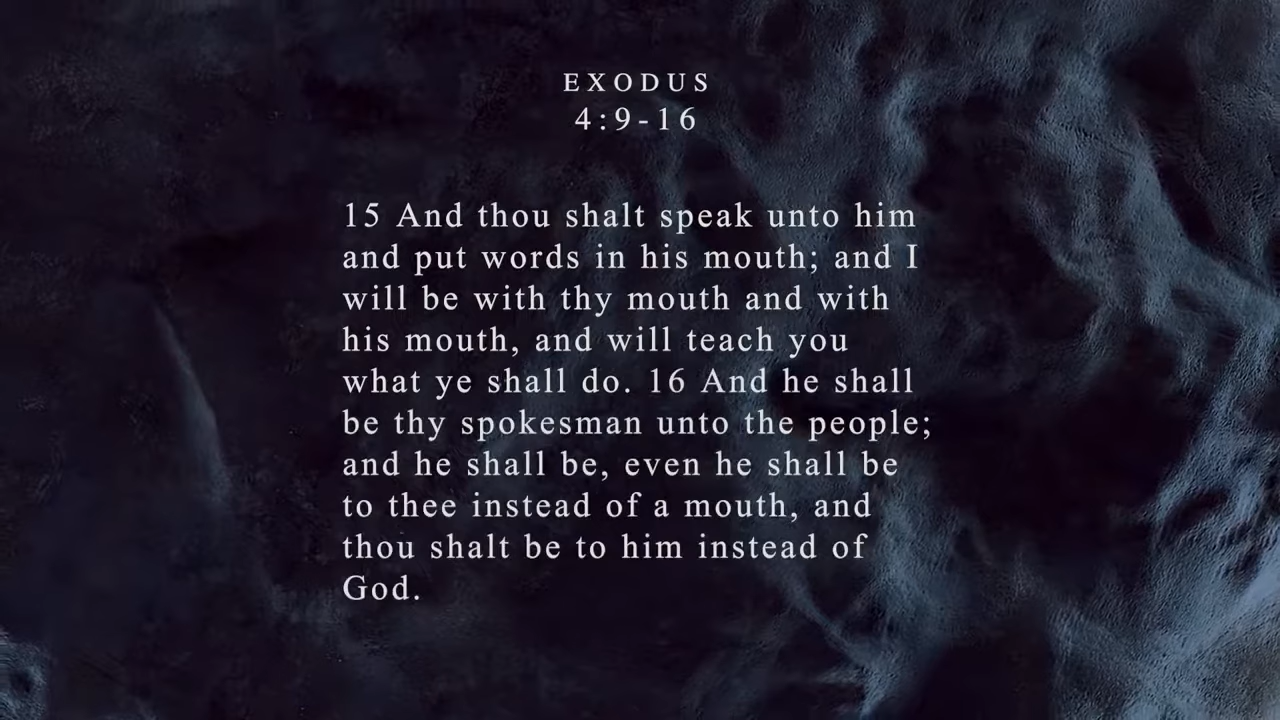 EXODUS
4:9-16
15 And thou shalt speak unto him
and put words in his mouth; and I
will be with thy mouth and with
his mouth, and will teach you
what ye shall do. 16 And he shall
be thy spokesman unto the people;
and he shall be, even he shall be
to thee instead of a mouth, and
thou shalt be to him instead of
God.